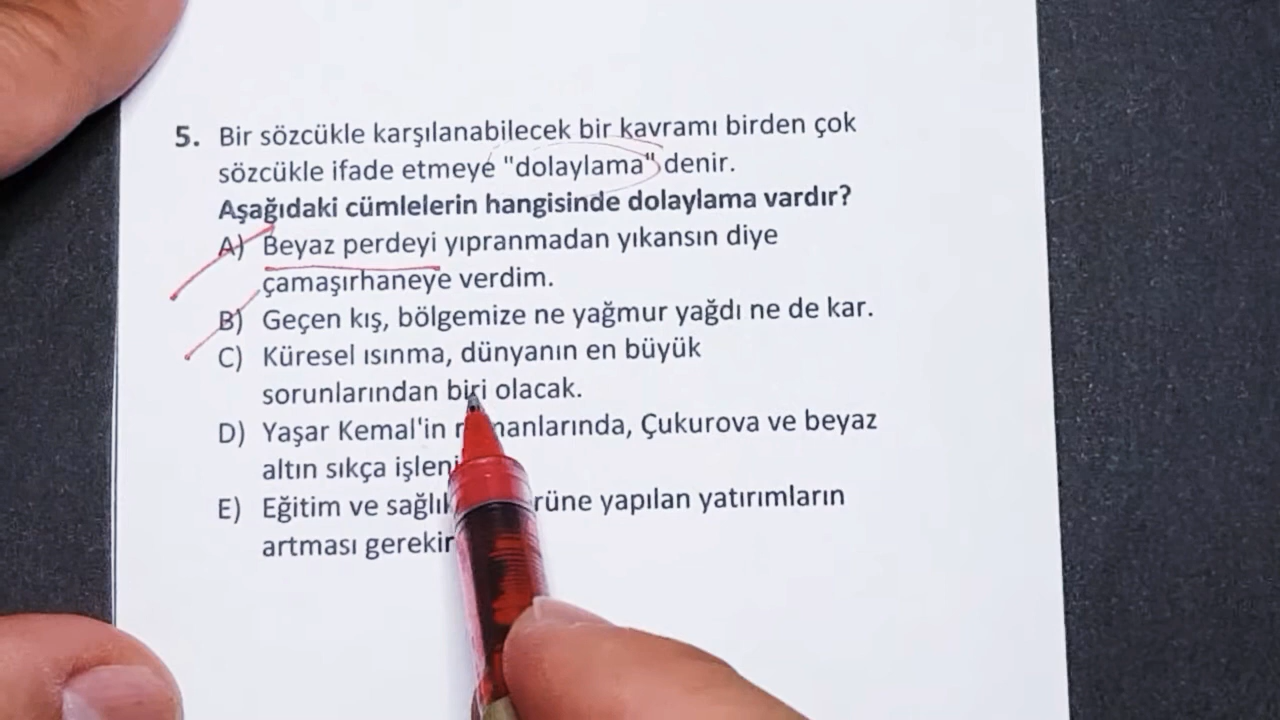 5. Bir sözcükle karşılanabilecek bir kavramı birden çok
sözcükle ifade etmeye "dolaylama" denir.
Aşağıdaki cümlelerin hangisinde dolaylama vardır?
A) Beyaz perdeyi yıpranmadan yıkansın diye
çamaşırhaneye verdim.
B) Geçen kış, bölgemize ne yağmur yağdı ne de kar.
C) Küresel ısınma, dünyanın en büyük
sorunlarından biri olacak.
D) Yaşar Kemal'in Çukurova ve beyaz
altın sıkça
E) Eğitim ve yapılan yatırımların
artması